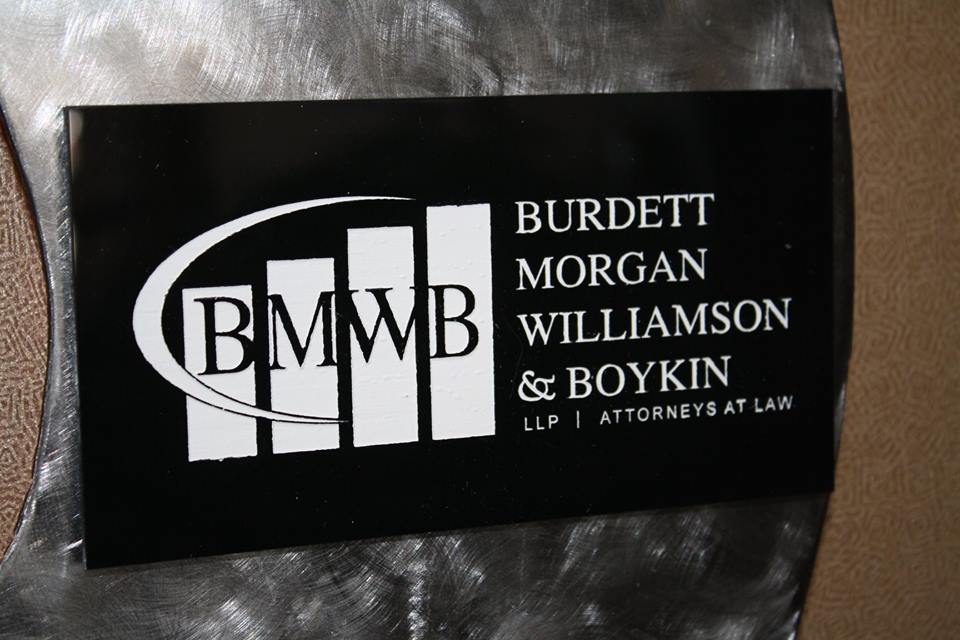 BMWB
BURDETT
MORGAN
WILLIAMSON
& BOYKIN
LLP | ATTORNEYS AT LAW